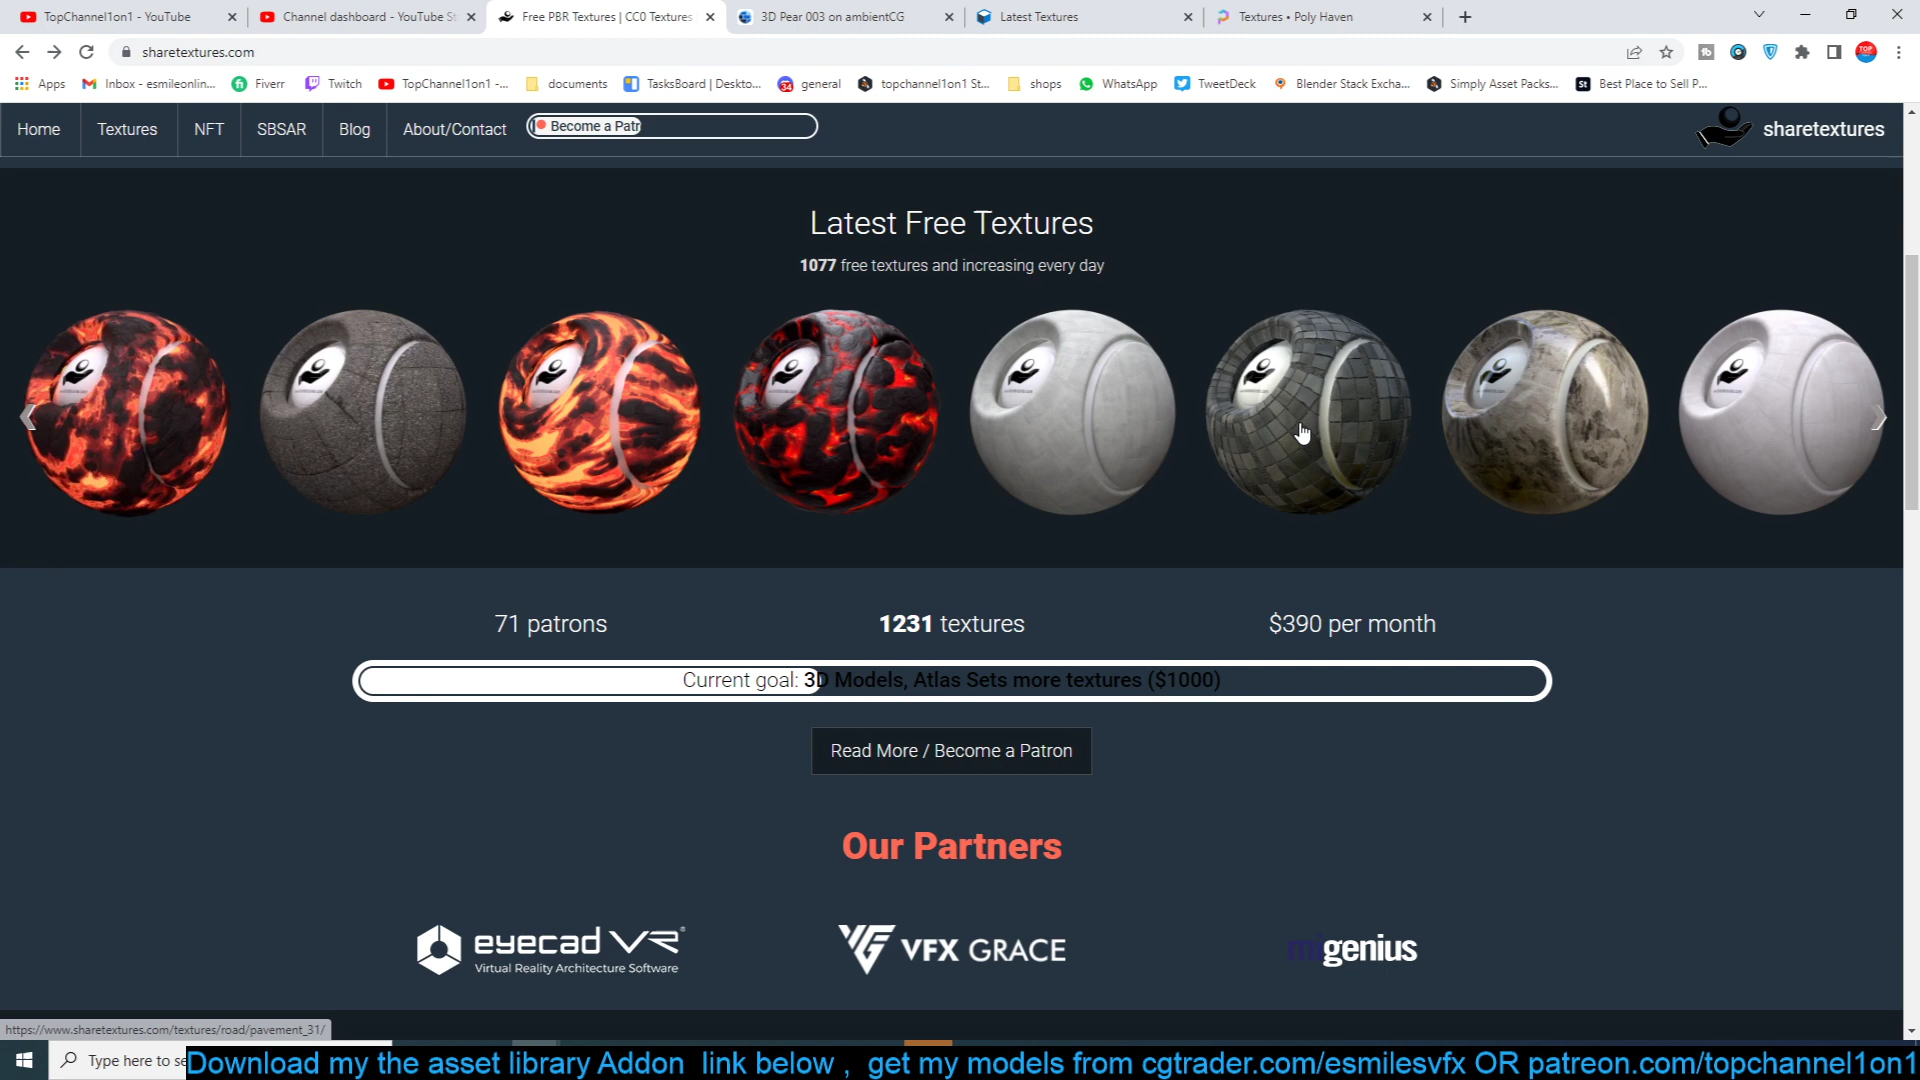 TopChannel1on1 - YouTube
Channel dashboard - YouTube St
Free PBR Textures | CC0 Textures
3D Pear 003 on ambientCG
Latest Textures
Textures • Poly Haven
sharetextures.com
Apps
Inbox - esmileonlin...
Fiverr
Twitch
TopChannel1on1 -...
documents
TasksBoard | Deskto...
general
topchannel1on1 St...
shops
WhatsApp
TweetDeck
Blender Stack Excha...
Simply Asset Packs...
Best Place to Sell P...
Home
Textures
NFT
SBSAR
Blog
About/Contact
Become a Patr
sharetextures
Latest Free Textures
1077 free textures and increasing every day
71 patrons
1231 textures
$390 per month
Current goal: 3D Models, Atlas Sets more textures ($1000)
Read More / Become a Patron
Our Partners
eyecad VR
Virtual Reality Architecture Software
VFX GRACE
migenius
https://www.sharetextures.com/textures/road/pavement_31/
Type here to se
Download my the asset library Addon link below , get my models from cgtrader.com/esmilesvfx OR patreon.com/topchannel1on1